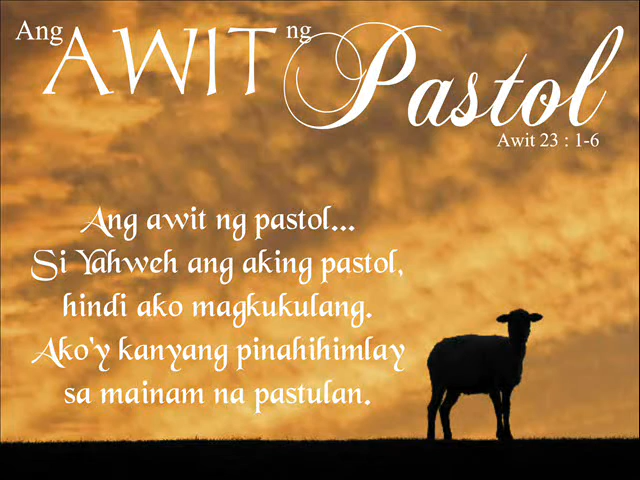 Ang AWIT ng Pastol
Awit 23 : 1-6
Ang awit ng pastol...
Si Yahweh ang aking pastol,
hindi ako magkukulang.
Ako'y kanyang pinahihimlay
sa mainam na pastulan.